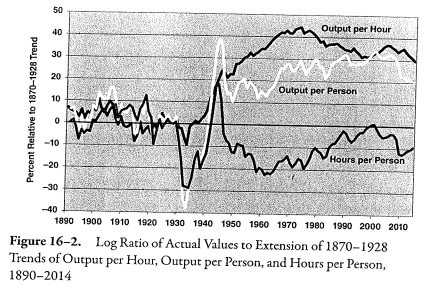 Percent Relative to 1870–1928 Trend
50
40
30
20
10
0
−10
−20
−30
−40
Output per Hour
Output per Person
Hours per Person
1890 1900 1910 1920 1930 1940 1950 1960 1970 1980 1990 2000 2010
Figure 16–2. Log Ratio of Actual Values to Extension of 1870–1928
Trends of Output per Hour, Output per Person, and Hours per Person,
1890–2014